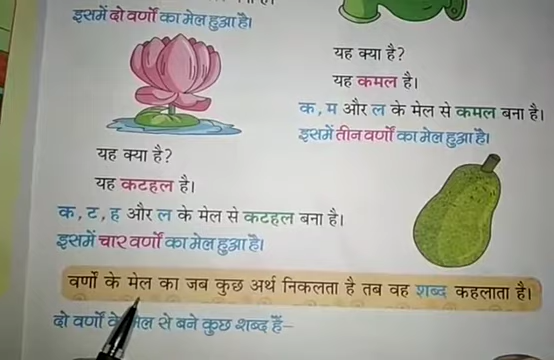 इसमें दो वर्णों का मेल हुआ है।
यह क्या है?
यह कमल है।
क, म और ल के मेल से कमल बना है।
इसमें तीन वर्णों का मेल हुआ है।
यह क्या है?
यह कटहल है।
क, ट, ह और ल के मेल से कटहल बना है।
इसमें चार वर्णों का मेल हुआ है।
वर्णों के मेल का जब कुछ अर्थ निकलता है तब वह शब्द कहलाता है।
दो वर्णों के मेल से बने कुछ शब्द हैं–